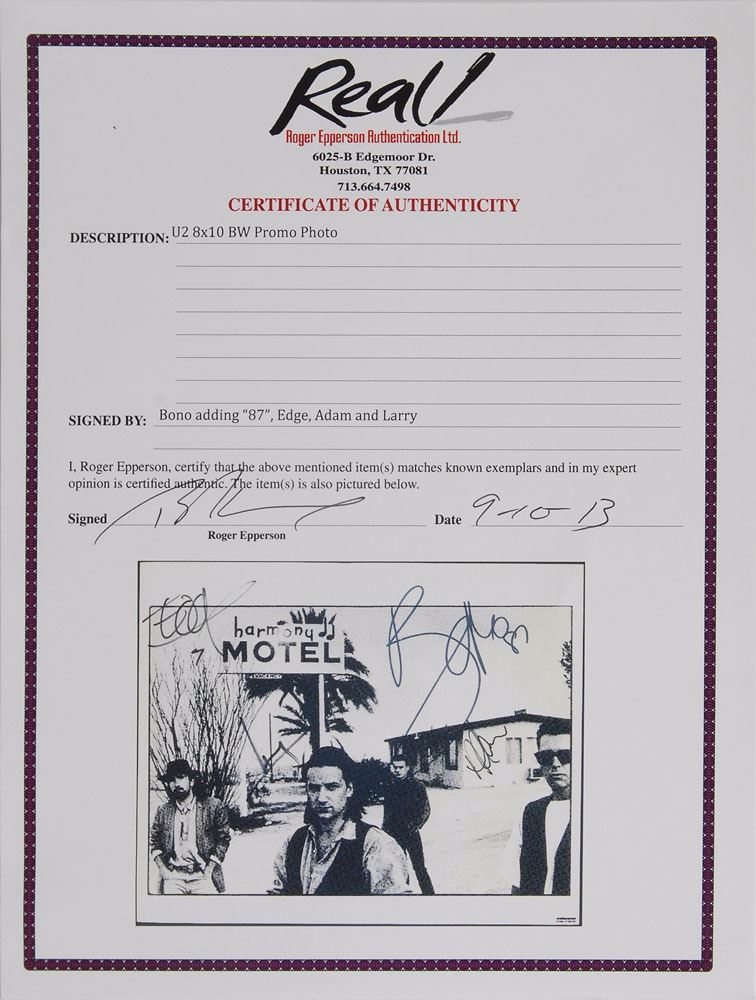 Real!
Roger Epperson Authentication Ltd.
6025-B Edgemoor Dr.
Houston, TX 77081
713.664.7498
CERTIFICATE OF AUTHENTICITY
DESCRIPTION: U2 8x10 BW Promo Photo
SIGNED BY: Bono adding “87”, Edge, Adam and Larry
I, Roger Epperson, certify that the above mentioned item(s) matches known exemplars and in my expert
opinion is certified authentic. The item(s) is also pictured below.
Signed
Date 9-10-13
Roger Epperson
harmony
MOTEL
VACANCY